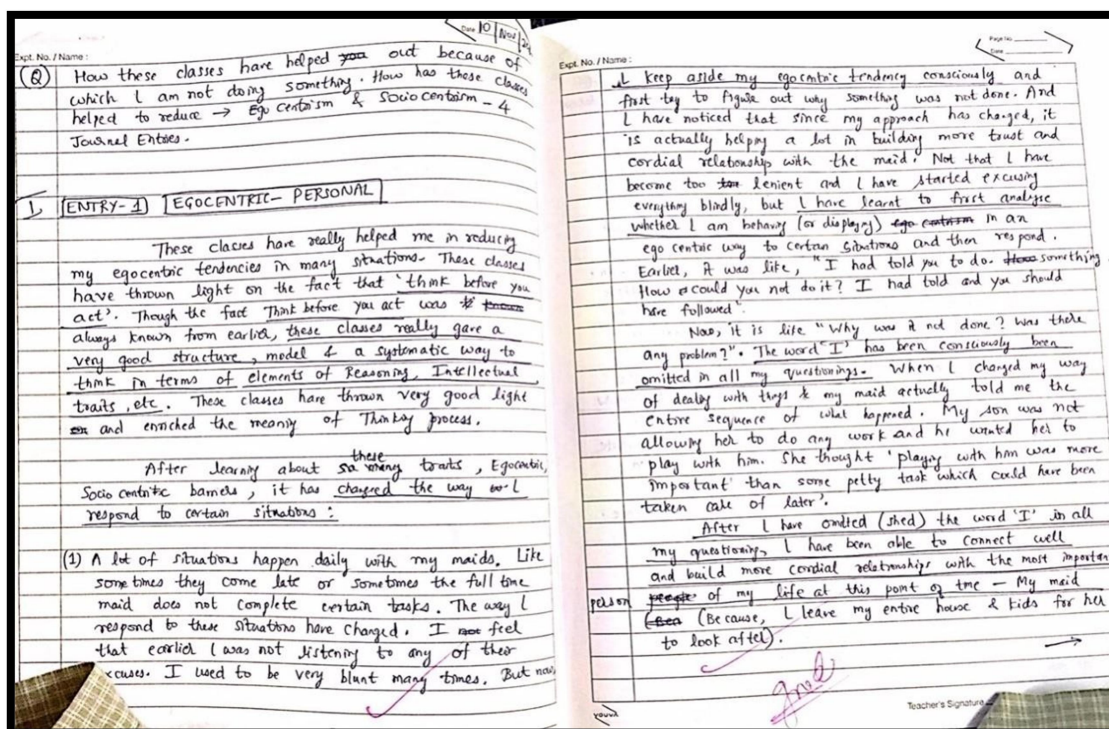 Date 10 Nov
Expt. No. / Name :
(Q) How these classes have helped you out because of
which I am not doing something. How has these classes
helped to reduce → Ego centrism & Socio centrism - 4
Journal Entries.
1, ENTRY-1 EGOCENTRIC- PERSONAL
These classes have really helped me in reducing
my egocentric tendencies in many situations. These classes
have thrown light on the fact that 'think before you
act'. Though the fact Think before you act was known
always known from earlier, these classes really gave a
very good structure, model & a systematic way to
think in terms of elements of Reasoning, Intellectual
traits, etc. These classes have thrown very good light
on and enriched the meaning of Thinking process.
After learning about so many these traits, Egocentric,
Socio centritic barriers, it has changed the way I
respond to certain situations :
(1) A lot of situations happen daily with my maids. Like
some times they come late or sometimes the full time
maid does not complete certain tasks. The way I
respond to these situations have changed. I not feel
that earlier I was not listening to any of their
excuses. I used to be very blunt many times. But now,
Page No.
Date
Expt. No. / Name :
I keep aside my egocentric tendency consciously and
first try to figure out why something was not done. And
I have noticed that since my approach has changed, it
is actually helping a lot in building more trust and
cordial relationship with the maid. Not that I have
become too lenient and I have started excusing
everything blindly, but I have learnt to first analyse
whether I am behaving (or displaying) ego centrism in an
ego centric way to certain situations and then respond.
Earlier, it was like, "I had told you to do. How something.
How could you not do it? I had told and you should
have followed".
Now, it is like "Why was it not done? Was there
any problem?". The word 'I' has been consciously been
omitted in all my questionings. When I changed my way
of dealing with things & my maid actually told me the
entire sequence of what happened. My son was not
allowing her to do any work and he wanted her to
play with him. She thought 'playing with him was more
important than some petty task which could have been
taken care of later'.
After I have omitted (shed) the word 'I' in all
my questioning, I have been able to connect well
and build more cordial relationships with the most important
person people of my life at this point of time - My maid
(Because, I leave my entire house & kids for her
to look after).
Teacher's Signature
youva